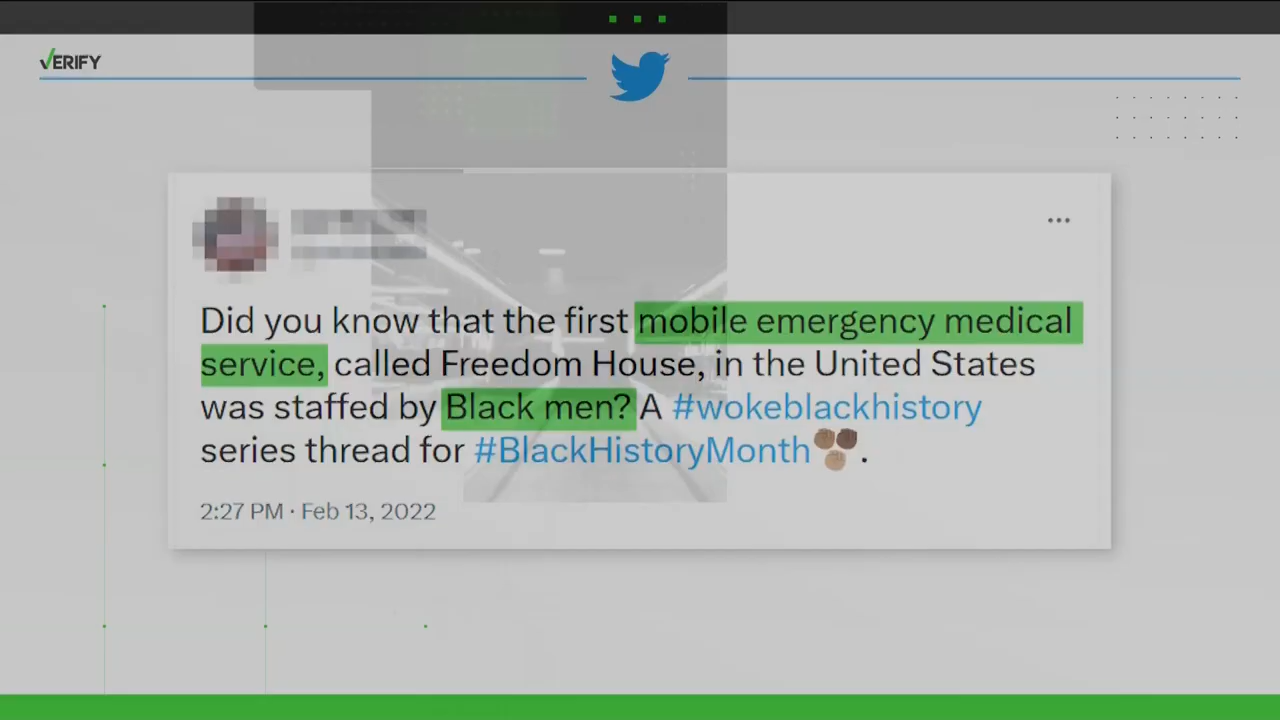 VERIFY
Did you know that the first mobile emergency medical
service, called Freedom House, in the United States
was staffed by Black men? A #wokeblackhistory
series thread for #BlackHistoryMonth✊🏾✊🏿✊🏽.
2:27 PM · Feb 13, 2022